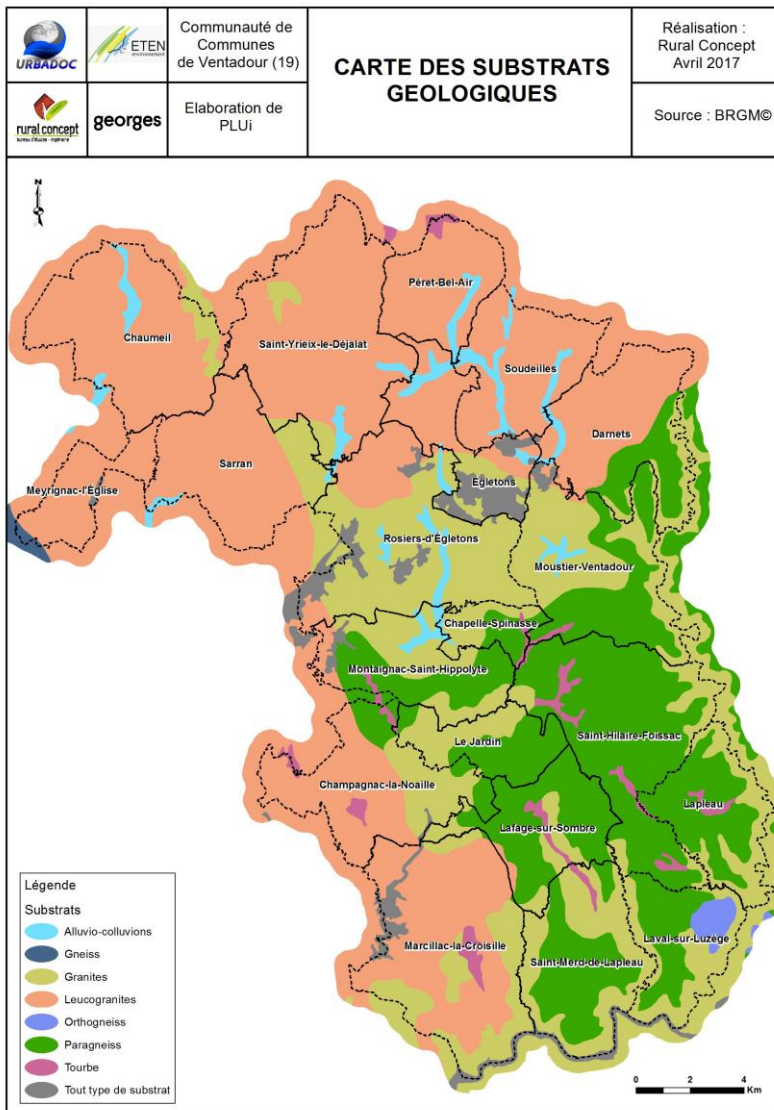 URBADOC
ETEN
environnement
Communauté de
Communes
de Ventadour (19)
CARTE DES SUBSTRATS
GEOLOGIQUES
Réalisation :
Rural Concept
Avril 2017
rural concept
bureau d'études - ingénierie
georges
Elaboration de
PLUi
Source : BRGM©
N
Péret-Bel-Air
Chaumeil
Saint-Yrieix-le-Déjalat
Soudeilles
Darnets
Sarran
Meyrignac-l'Église
Égletons
Rosiers-d'Égletons
Moustier-Ventadour
Chapelle-Spinasse
Montaignac-Saint-Hippolyte
Saint-Hilaire-Foissac
Le Jardin
Champagnac-la-Noaille
Lapleau
Lafage-sur-Sombre
Marcillac-la-Croisille
Laval-sur-Luzège
Saint-Merd-de-Lapleau
Légende
Substrats
Alluvio-colluvions
Gneiss
Granites
Leucogranites
Orthogneiss
Paragneiss
Tourbe
Tout type de substrat
0 2 4
Km